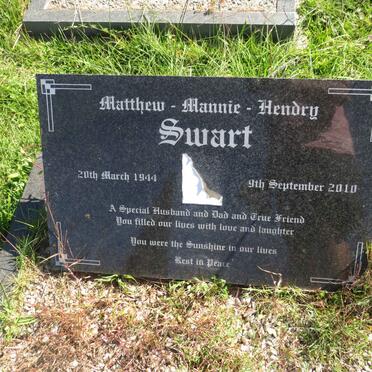 Matthew - Mannie - Hendry
Swart
20th March 1944 9th September 2010
A Special Husband and Dad and True Friend
You filled our lives with love and laughter
You were the Sunshine in our lives
Rest in Peace